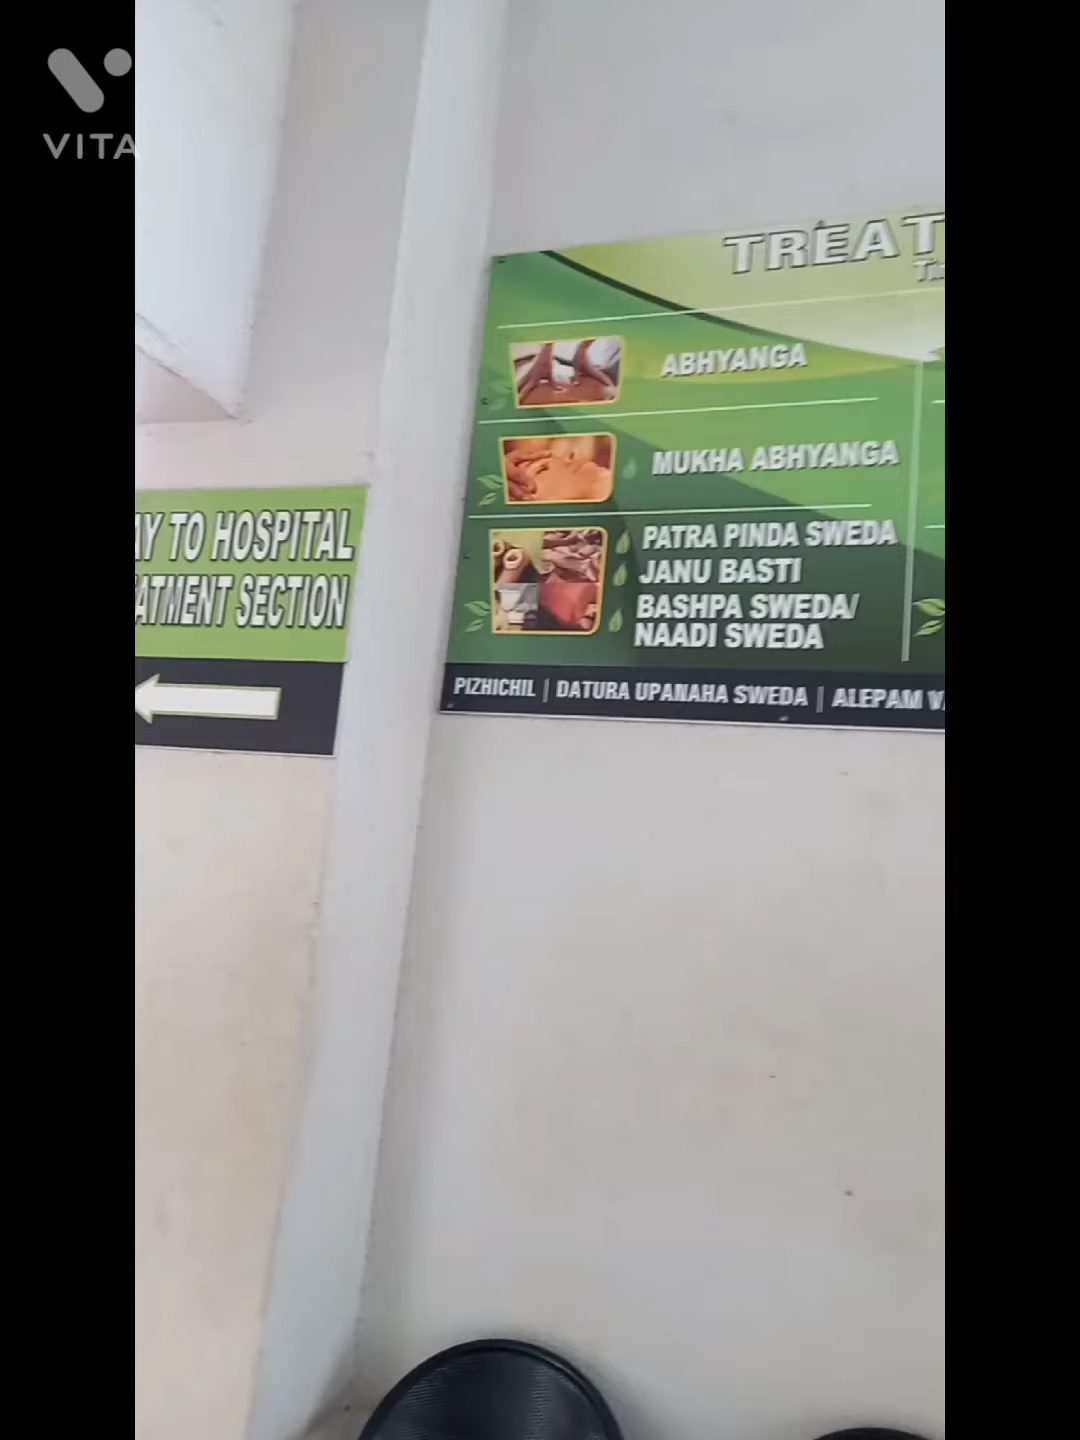 VITA
TREAT
ABHYANGA
MUKHA ABHYANGA
PATRA PINDA SWEDA
JANU BASTI
BASHPA SWEDA/
NAADI SWEDA
PIZHICHIL | DATURA UPANAHA SWEDA | ALEPAM
AY TO HOSPITAL
ATMENT SECTION